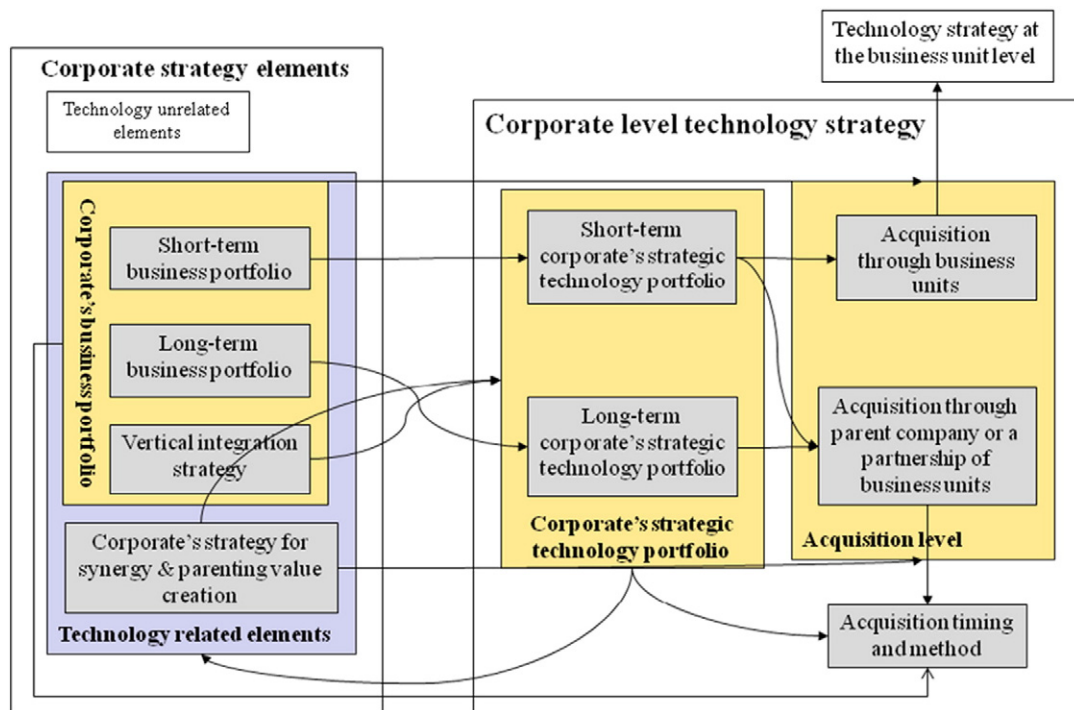 Technology strategy at
the business unit level
Corporate strategy elements
Technology unrelated
elements
Corporate level technology strategy
Corporate's business
portfolio
Short-term
business portfolio
Long-term
business portfolio
Vertical integration
strategy
Corporate's strategy for
synergy & parenting value
creation
Technology related elements
Short-term
corporate's strategic
technology portfolio
Long-term
corporate's strategic
technology portfolio
Corporate's strategic
technology portfolio
Acquisition
through business
units
Acquisition through
parent company or a
partnership of
business units
Acquisition level
Acquisition timing
and method